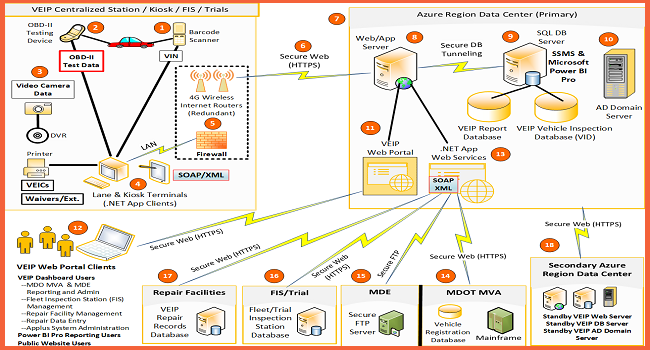 VEIP Centralized Station / Kiosk / FIS / Trials
OBD-II
Testing
Device
2
1
Barcode
Scanner
OBD-II
Test Data
VIN
3
Video Camera
Data
DVR
4G Wireless
Internet Routers
(Redundant)
5
Firewall
LAN
Printer
VEICs
Waivers/Ext.
4
SOAP/XML
Lane & Kiosk Terminals
(.NET App Clients)
6
Secure Web
(HTTPS)
7
Azure Region Data Center (Primary)
Web/App
Server
8
Secure DB
Tunneling
9
SQL DB
Server
SSMS &
Microsoft
Power BI
Pro
10
AD Domain
Server
VEIP Report
Database
VEIP Vehicle Inspection
Database (VID)
11
VEIP
Web Portal
.NET App
Web Services
13
SOAP
XML
12
VEIP Web Portal Clients
VEIP Dashboard Users
--MDO MVA & MDE
Reporting and Admin
--Fleet Inspection Station (FIS)
Management
--Repair Facility Management
--Repair Data Entry
--Applus System Administration
Power BI Pro Reporting Users
Public Website Users
Secure Web (HTTPS)
Secure Web (HTTPS)
Secure Web
(HTTPS)
Secure FTP
Secure Web (HTTPS)
Secure Web (HTTPS)
17
Repair Facilities
VEIP
Repair
Records
Database
16
FIS/Trial
Fleet/Trial
Inspection
Station
Database
15
MDE
Secure
FTP
Server
14
MDOT MVA
Vehicle
Registration
Database
Mainframe
18
Secondary Azure
Region Data Center
Standby VEIP Web Server
Standby VEIP DB Server
Standby VEIP AD Domain
Server